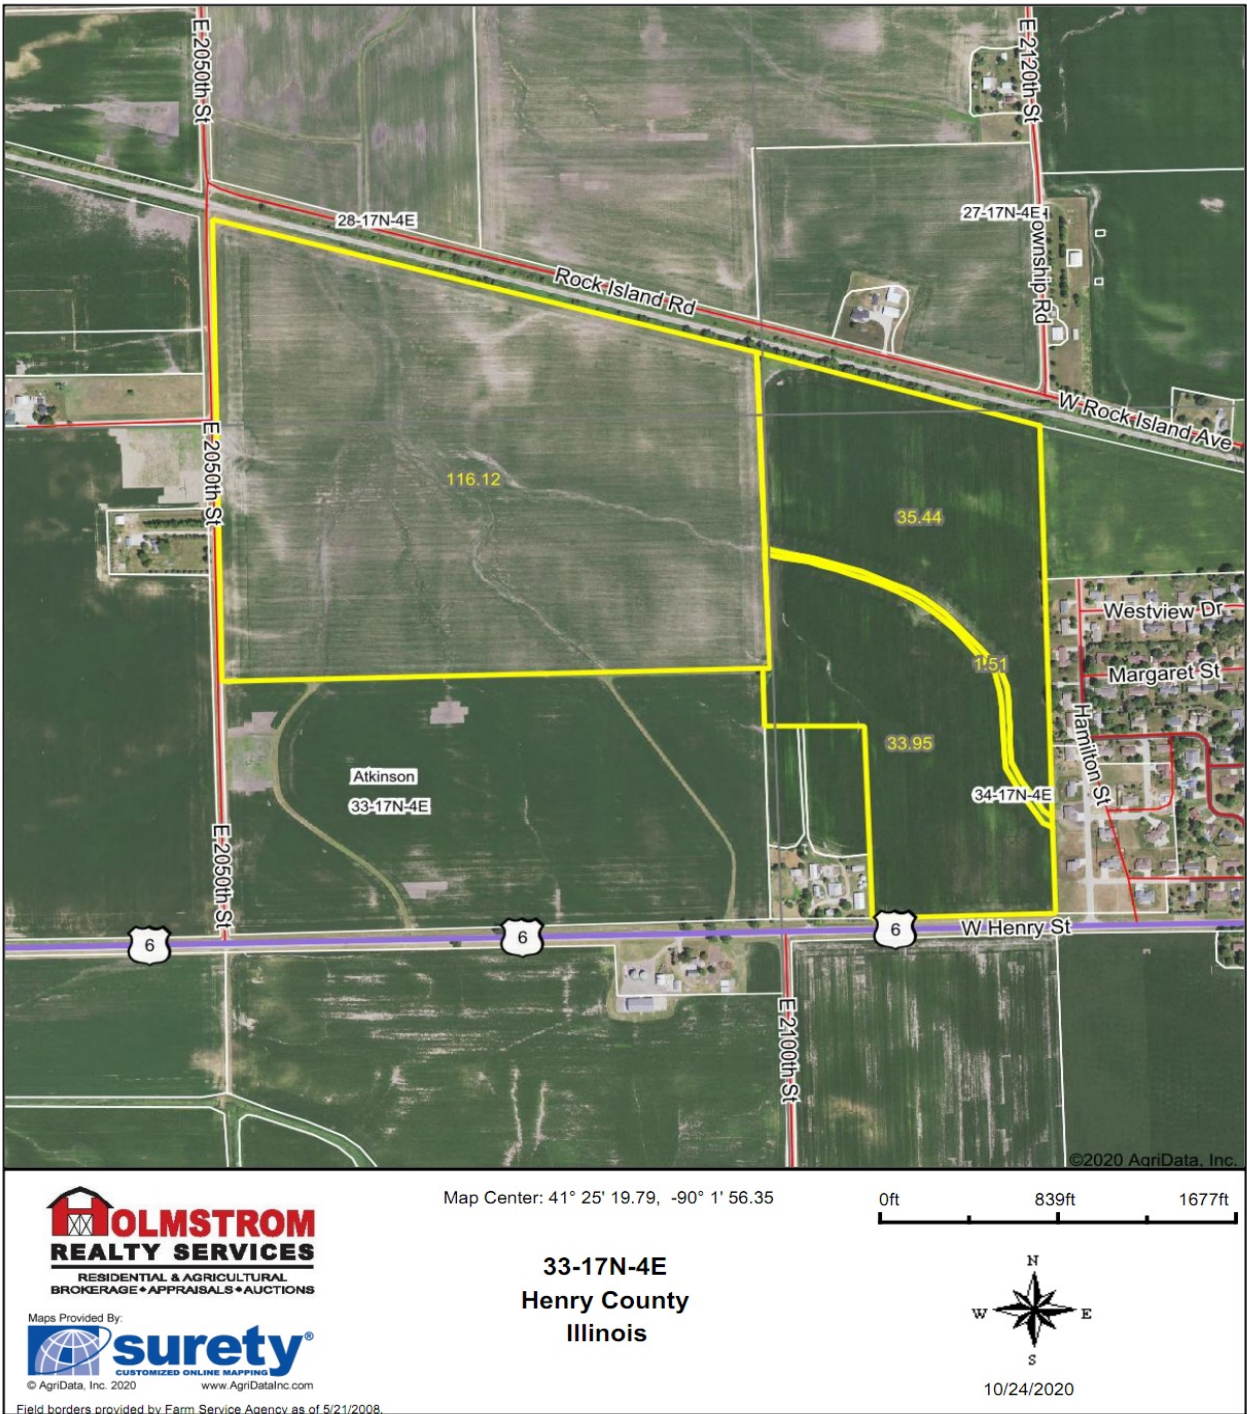 E 2050th St
E 2120th St
28-17N-4E
27-17N-4E
Township Rd
Rock Island Rd
W Rock Island Ave
E 2050th St
116.12
35.44
Westview Dr
1.51
Margaret St
Hamilton St
33.95
Atkinson
33-17N-4E
34-17N-4E
E 2050th St
6
6
6
W Henry St
E 2100th St
©2020 AgriData, Inc.
HOLMSTROM
REALTY SERVICES
RESIDENTIAL & AGRICULTURAL
BROKERAGE•APPRAISALS•AUCTIONS
Maps Provided By:
surety®
CUSTOMIZED ONLINE MAPPING
© AgriData, Inc. 2020 www.AgriDataInc.com
Field borders provided by Farm Service Agency as of 5/21/2008.
Map Center: 41° 25' 19.79, -90° 1' 56.35
33-17N-4E
Henry County
Illinois
0ft 839ft 1677ft
N
W E
S
10/24/2020